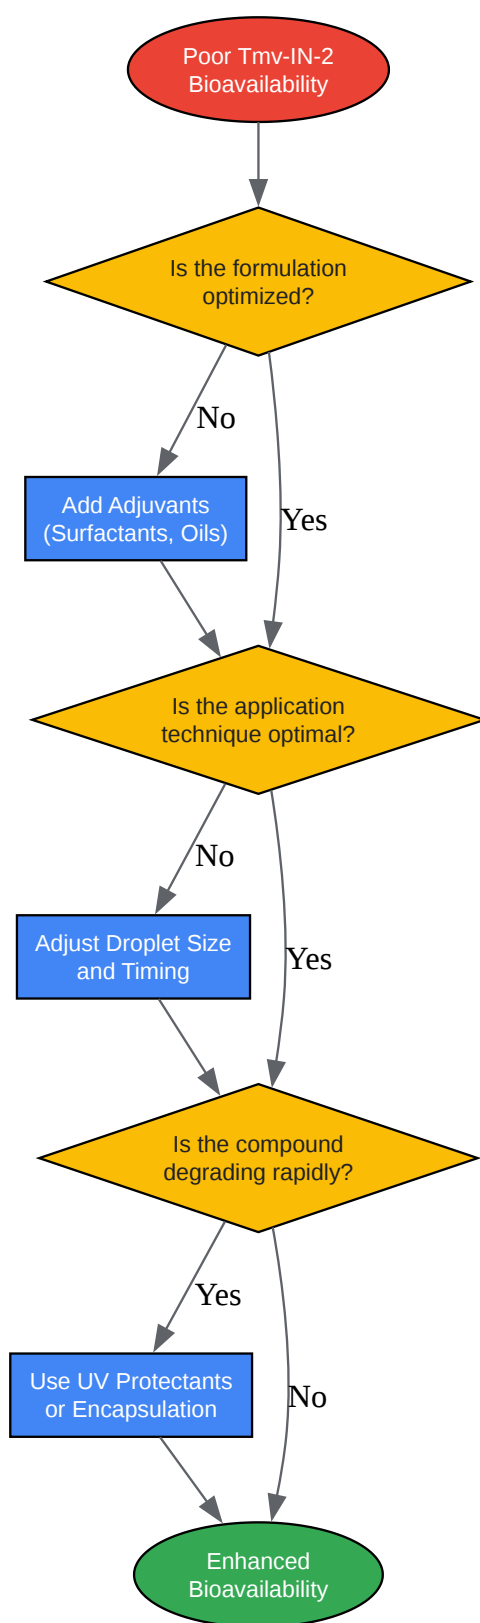 Poor Tmv-IN-2
Bioavailability
Is the formulation
optimized?
No
Add Adjuvants
(Surfactants, Oils)
Yes
Is the application
technique optimal?
No
Adjust Droplet Size
and Timing
Yes
Is the compound
degrading rapidly?
Yes
Use UV Protectants
or Encapsulation
No
Enhanced
Bioavailability